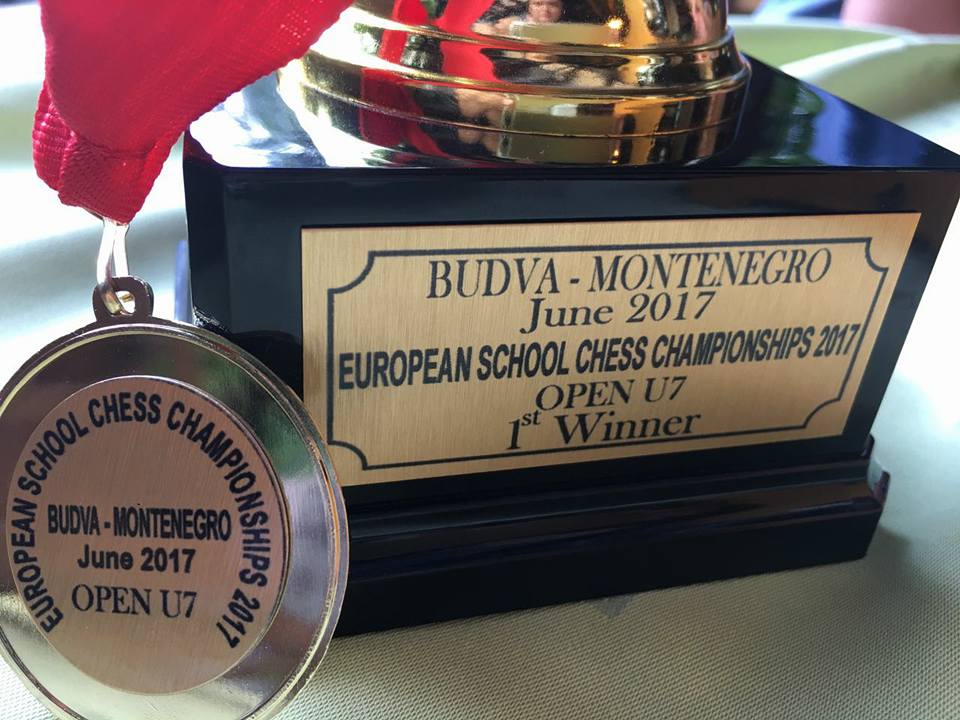 BUDVA - MONTENEGRO
June 2017
EUROPEAN SCHOOL CHESS CHAMPIONSHIPS 2017
OPEN U7
1st Winner
EUROPEAN SCHOOL CHESS CHAMPIONSHIPS 2017
BUDVA - MONTENEGRO
June 2017
OPEN U7